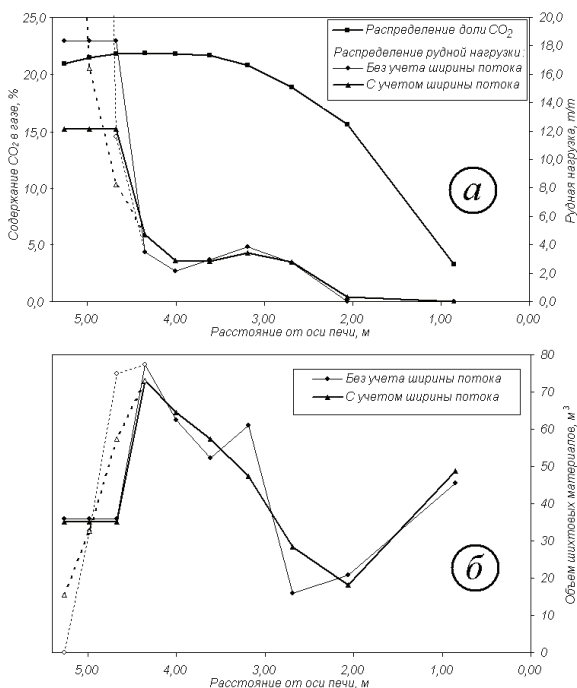 25,0
20,0
15,0
10,0
5,0
0,0
Содержание CO2 в газе, %
20,0
18,0
16,0
14,0
12,0
10,0
8,0
6,0
4,0
2,0
0,0
Рудная нагрузка, т/т
Распределение доли CO2
Распределение рудной нагрузки:
Без учета ширины потока
С учетом ширины потока
а
5,00 4,00 3,00 2,00 1,00 0,00
Расстояние от оси печи, м
Без учета ширины потока
С учетом ширины потока
80
70
60
50
40
30
20
10
0
Объем шихтовых материалов, м3
б
5,00 4,00 3,00 2,00 1,00 0,00
Расстояние от оси печи, м